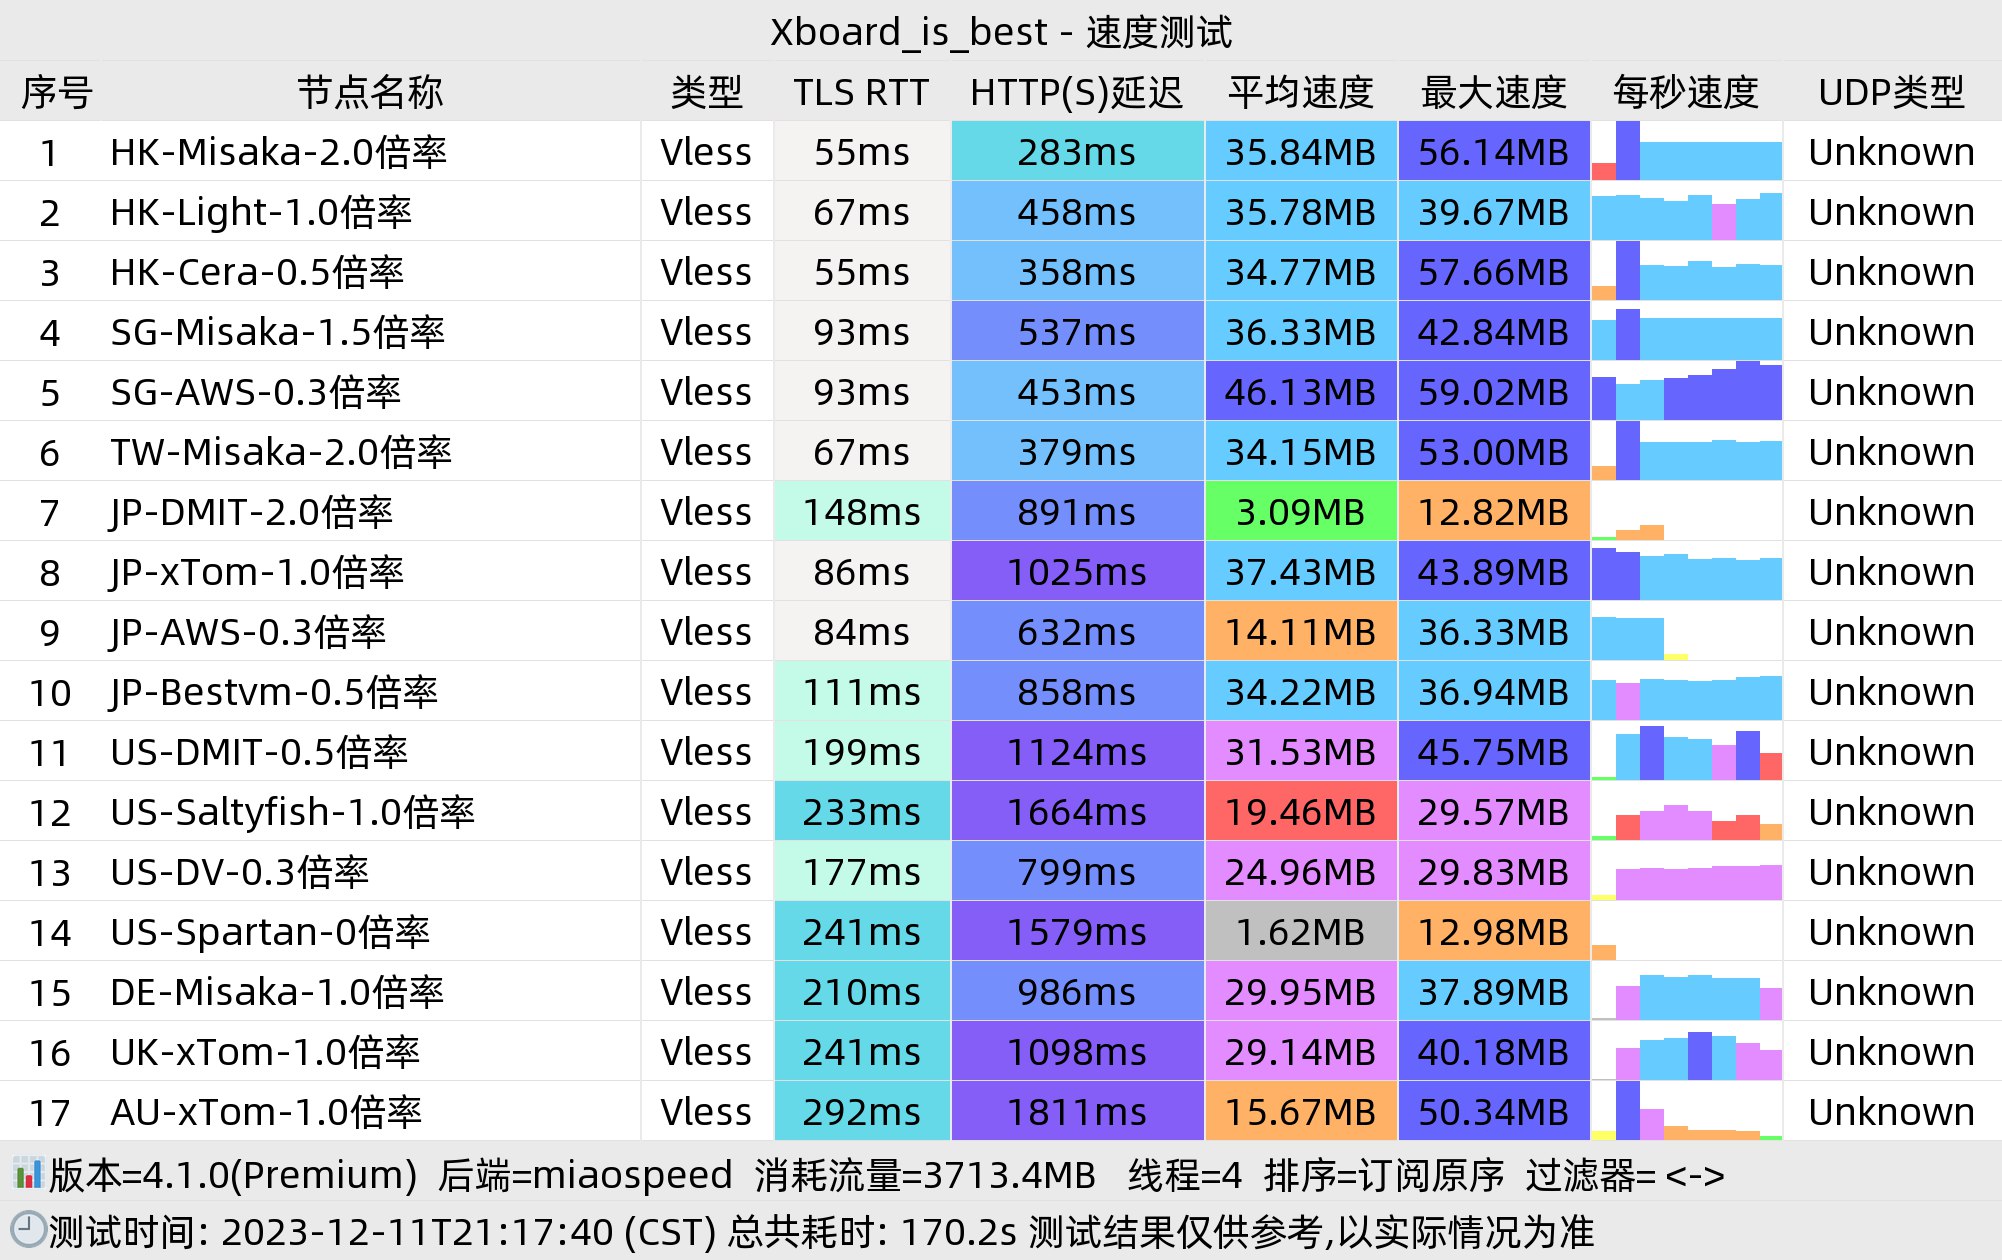 Xboard_is_best - 速度测试
序号 节点名称 类型 TLS RTT HTTP(S)延迟 平均速度 最大速度 每秒速度 UDP类型
1 HK-Misaka-2.0倍率 Vless 55ms 283ms 35.84MB 56.14MB Unknown
2 HK-Light-1.0倍率 Vless 67ms 458ms 35.78MB 39.67MB Unknown
3 HK-Cera-0.5倍率 Vless 55ms 358ms 34.77MB 57.66MB Unknown
4 SG-Misaka-1.5倍率 Vless 93ms 537ms 36.33MB 42.84MB Unknown
5 SG-AWS-0.3倍率 Vless 93ms 453ms 46.13MB 59.02MB Unknown
6 TW-Misaka-2.0倍率 Vless 67ms 379ms 34.15MB 53.00MB Unknown
7 JP-DMIT-2.0倍率 Vless 148ms 891ms 3.09MB 12.82MB Unknown
8 JP-xTom-1.0倍率 Vless 86ms 1025ms 37.43MB 43.89MB Unknown
9 JP-AWS-0.3倍率 Vless 84ms 632ms 14.11MB 36.33MB Unknown
10 JP-Bestvm-0.5倍率 Vless 111ms 858ms 34.22MB 36.94MB Unknown
11 US-DMIT-0.5倍率 Vless 199ms 1124ms 31.53MB 45.75MB Unknown
12 US-Saltyfish-1.0倍率 Vless 233ms 1664ms 19.46MB 29.57MB Unknown
13 US-DV-0.3倍率 Vless 177ms 799ms 24.96MB 29.83MB Unknown
14 US-Spartan-0倍率 Vless 241ms 1579ms 1.62MB 12.98MB Unknown
15 DE-Misaka-1.0倍率 Vless 210ms 986ms 29.95MB 37.89MB Unknown
16 UK-xTom-1.0倍率 Vless 241ms 1098ms 29.14MB 40.18MB Unknown
17 AU-xTom-1.0倍率 Vless 292ms 1811ms 15.67MB 50.34MB Unknown
版本=4.1.0(Premium) 后端=miaospeed 消耗流量=3713.4MB 线程=4 排序=订阅原序 过滤器= <->
测试时间: 2023-12-11T21:17:40 (CST) 总共耗时: 170.2s 测试结果仅供参考,以实际情况为准